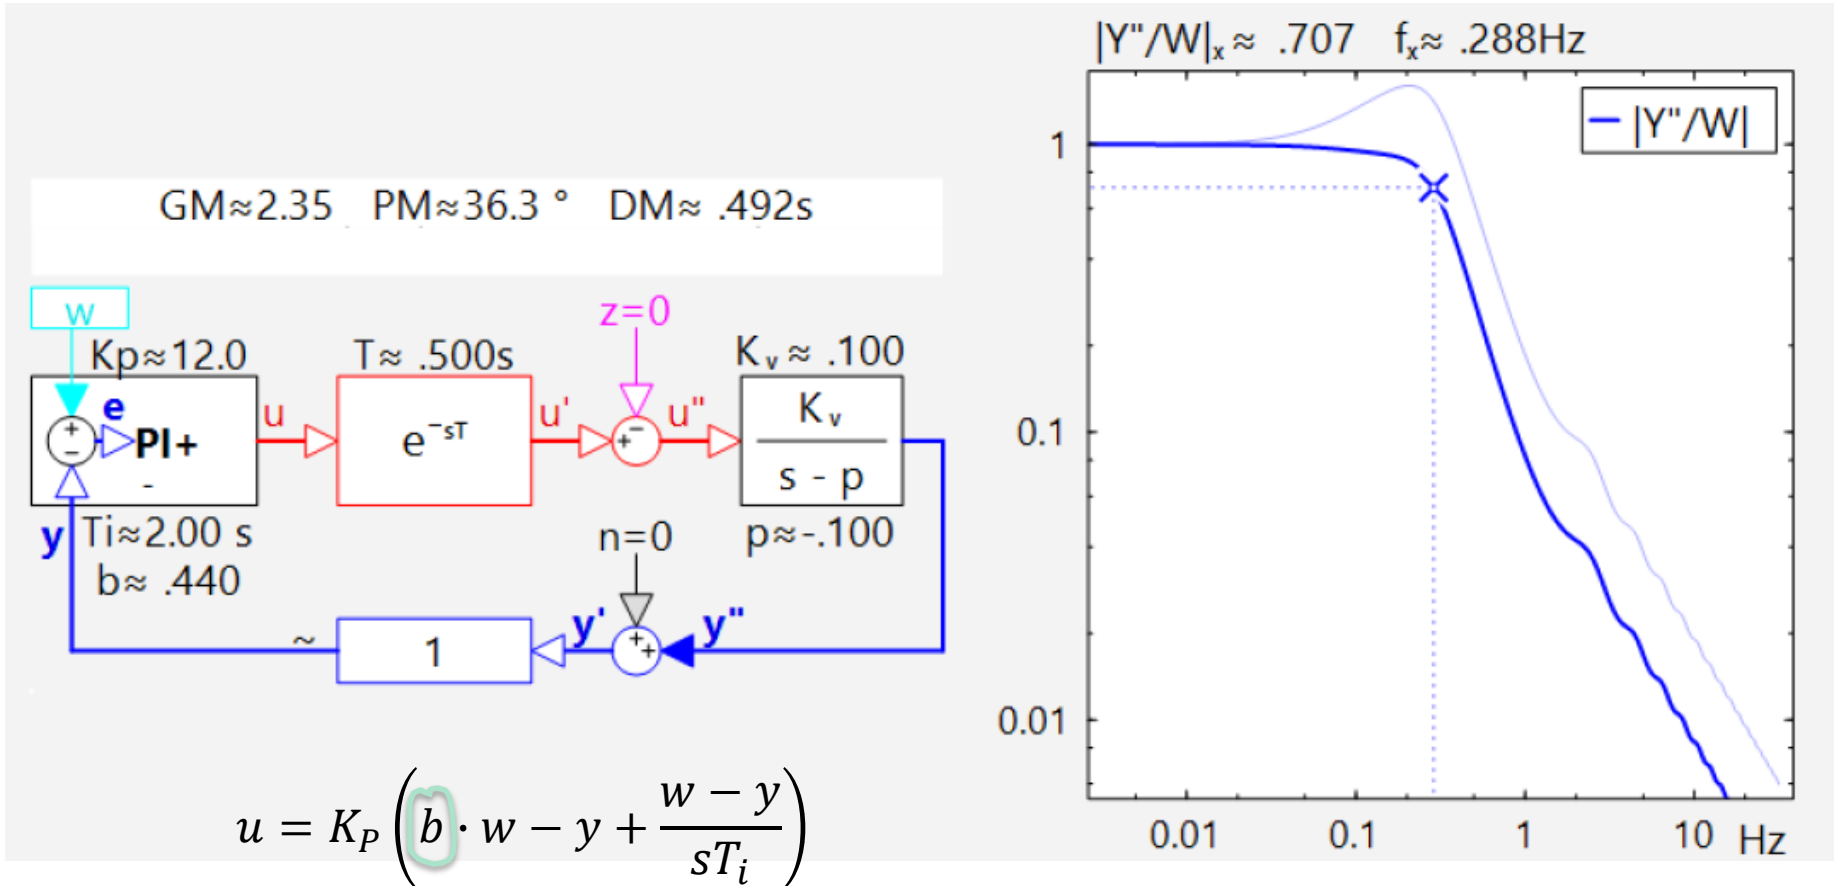 |Y"/W|ₓ≈ .707 fₓ≈ .288Hz
|Y"/W|
1
0.1
0.01
0.01 0.1 1 10 Hz
GM≈2.35 PM≈36.3 ° DM≈ .492s
w
z=0
Kp≈12.0 T≈ .500s Kᵥ≈ .100
e
+
−
PI+
-
u
e⁻ˢᵀ
u'
+ −
u"
Kᵥ
s - p
y
Ti≈2.00 s
b≈ .440
n=0
p≈-.100
~
1
y'
+
+
y"
u = K_P (b · w − y + (w − y)/(sT_i))